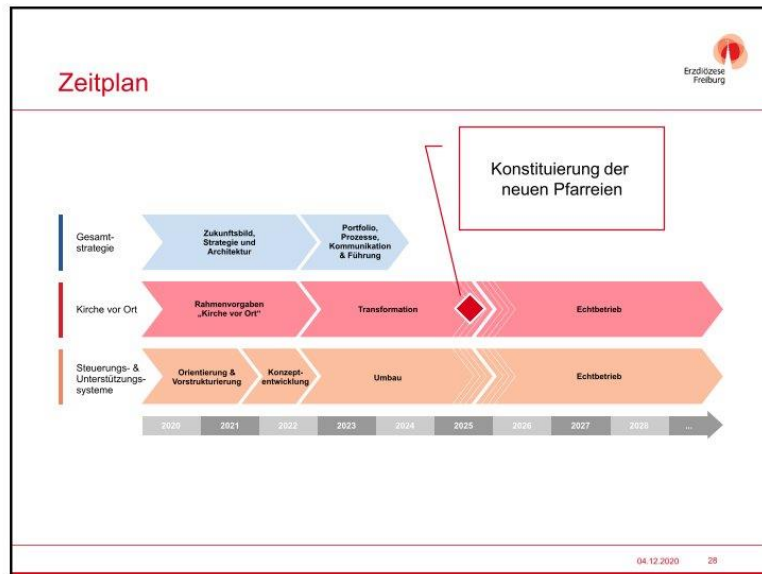 Zeitplan
Erzdiözese
Freiburg
Konstituierung der
neuen Pfarreien
Gesamt-
strategie
Zukunftsbild,
Strategie und
Architektur
Portfolio,
Prozesse,
Kommunikation
& Führung
Kirche vor Ort
Rahmenvorgaben
„Kirche vor Ort“
Transformation
Echtbetrieb
Steuerungs- &
Unterstützungs-
systeme
Orientierung &
Vorstrukturierung
Konzept-
entwicklung
Umbau
Echtbetrieb
2020 2021 2022 2023 2024 2025 2026 2027 2028 ...
04.12.2020 28